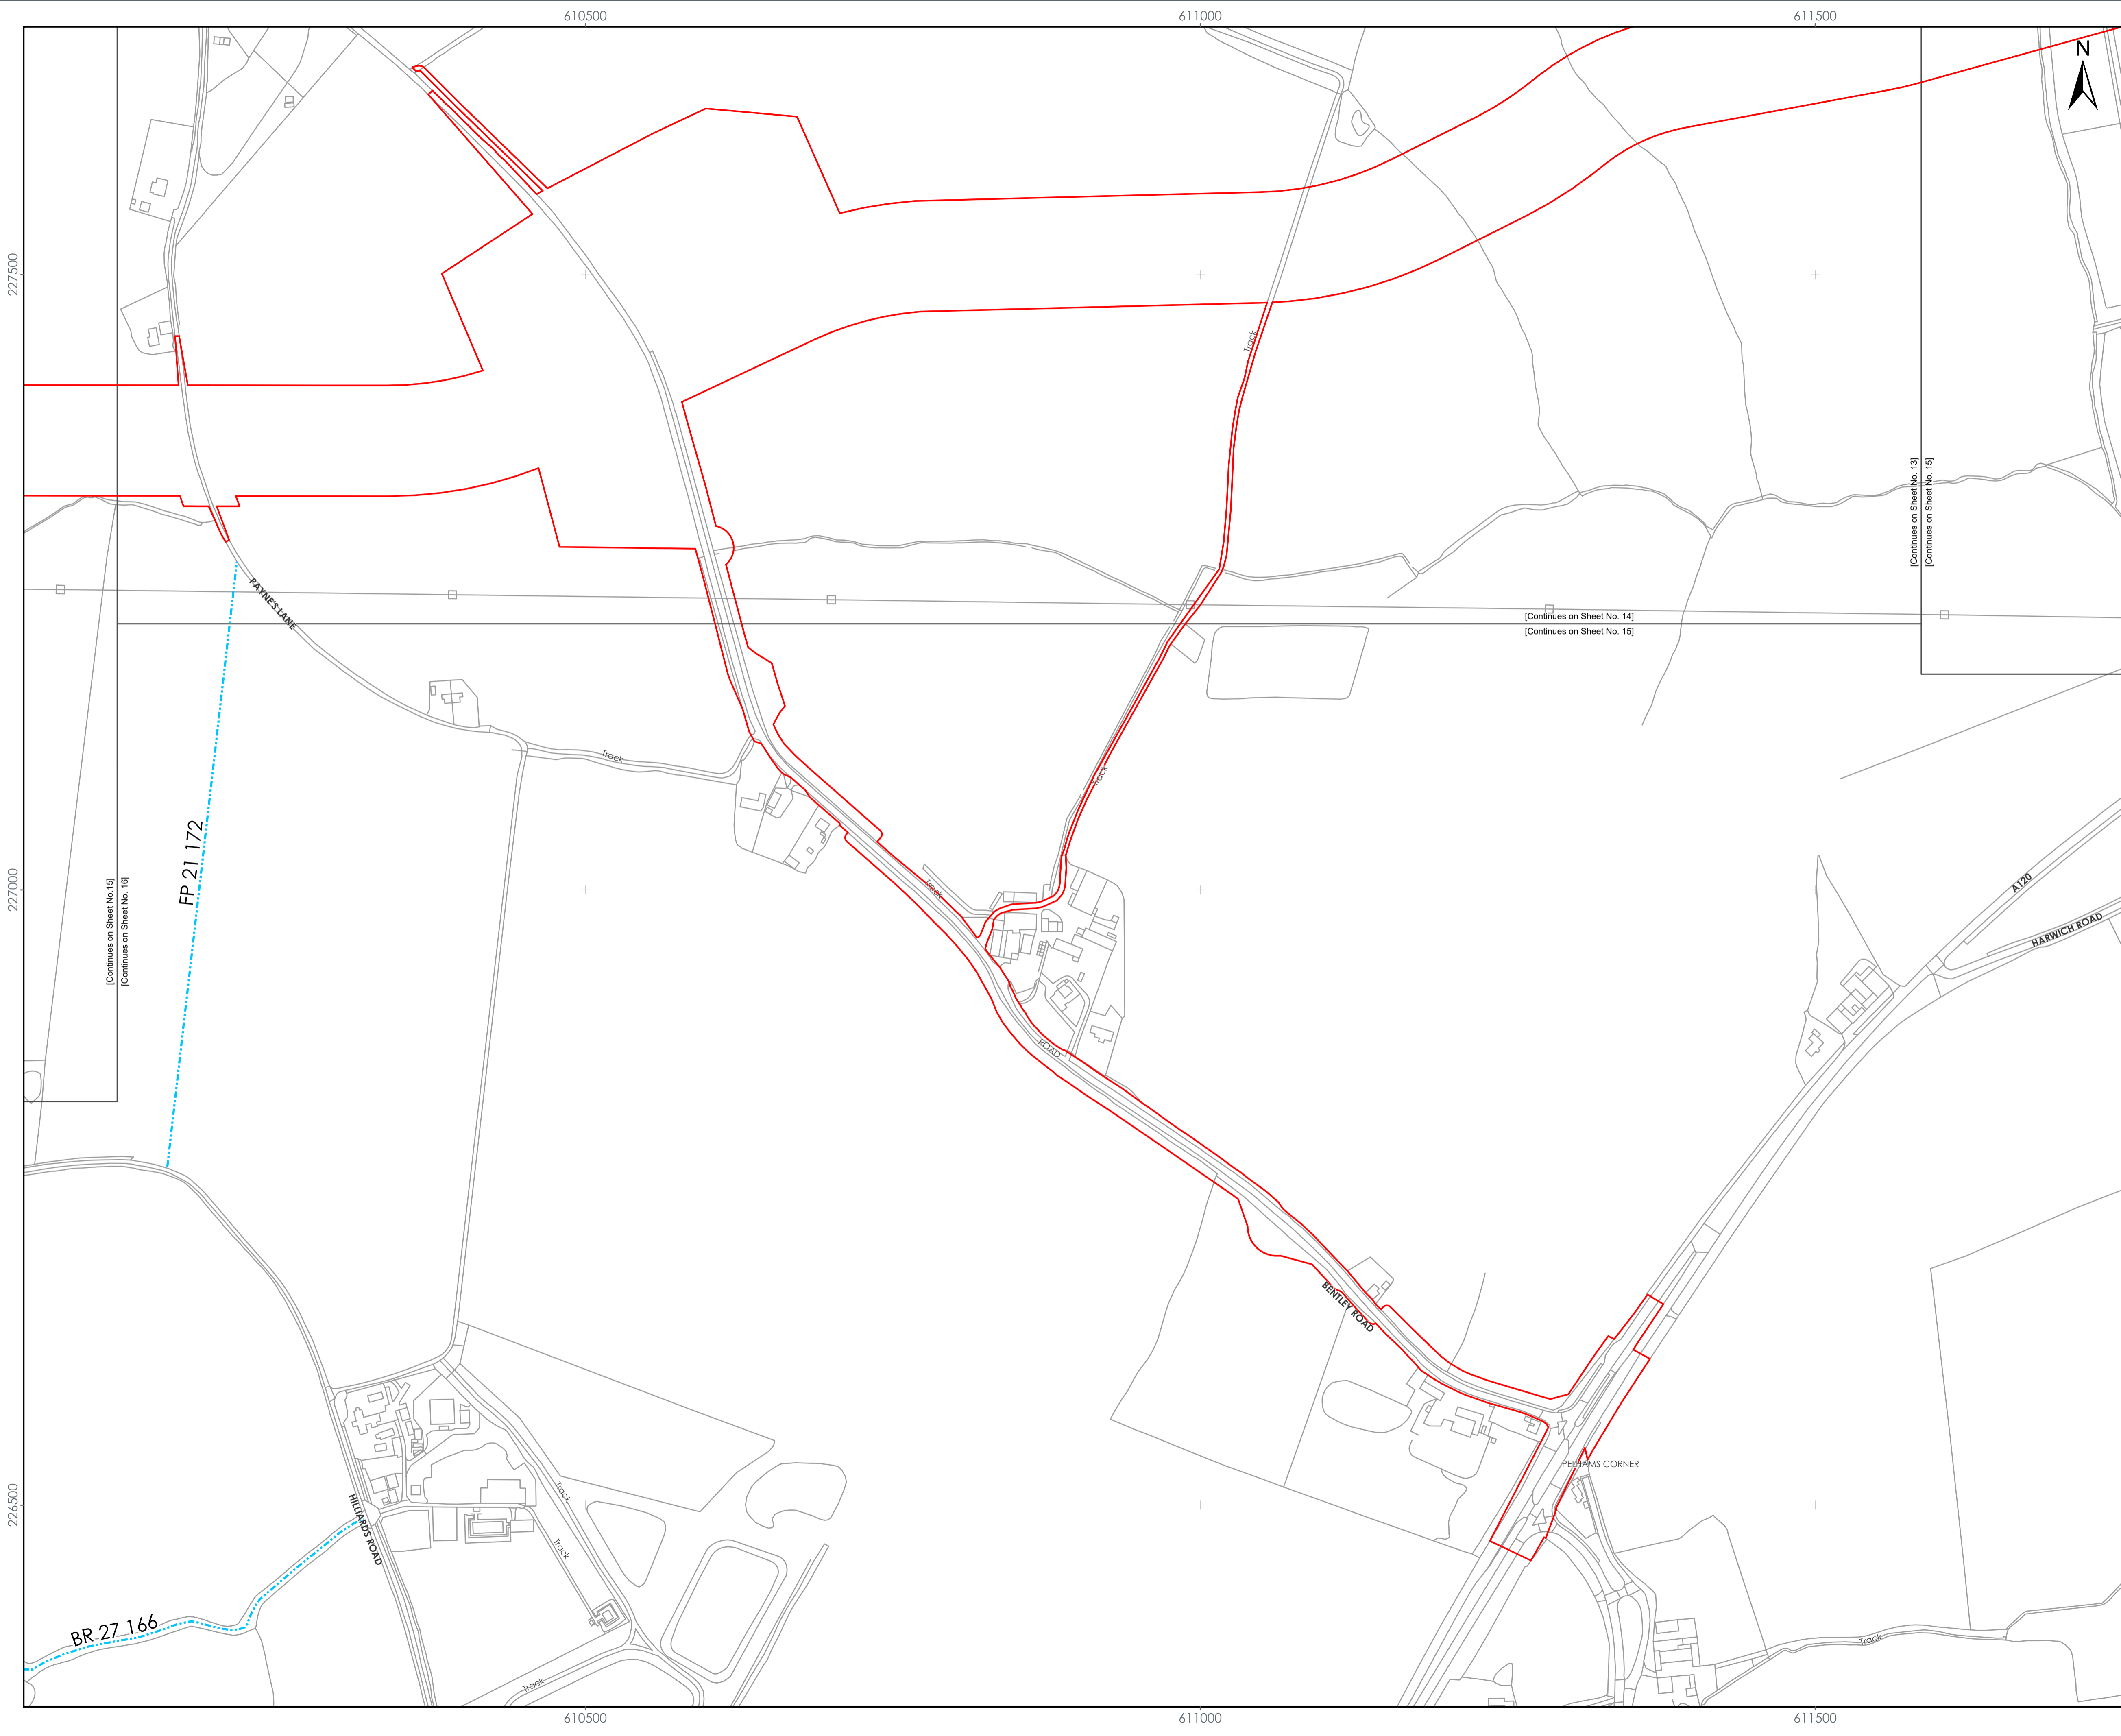 610500
611000
611500
N
227500
Track
[Continues on Sheet No. 13]
[Continues on Sheet No. 15]
PAYNE'S LANE
[Continues on Sheet No. 14]
[Continues on Sheet No. 15]
Track
Track
FP 21 172
227000
[Continues on Sheet No.15]
[Continues on Sheet No. 16]
Track
A120
HARWICH ROAD
ROAD
BENTLEY ROAD
PELHAMS CORNER
226500
HILLIARDS ROAD
Track
Track
BR 27 166
Track
Track
610500
611000
611500